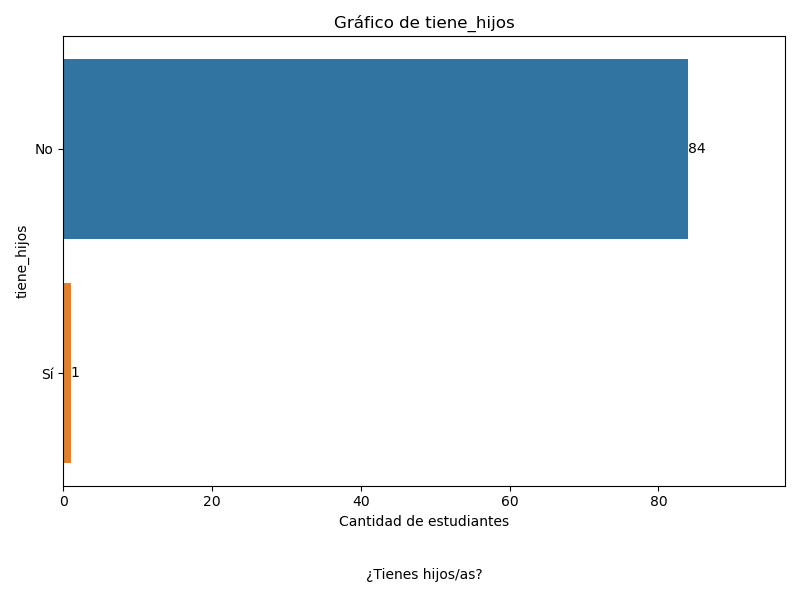 Gráfico de tiene_hijos
tiene_hijos
No
84
Sí
1
0 20 40 60 80
Cantidad de estudiantes
¿Tienes hijos/as?